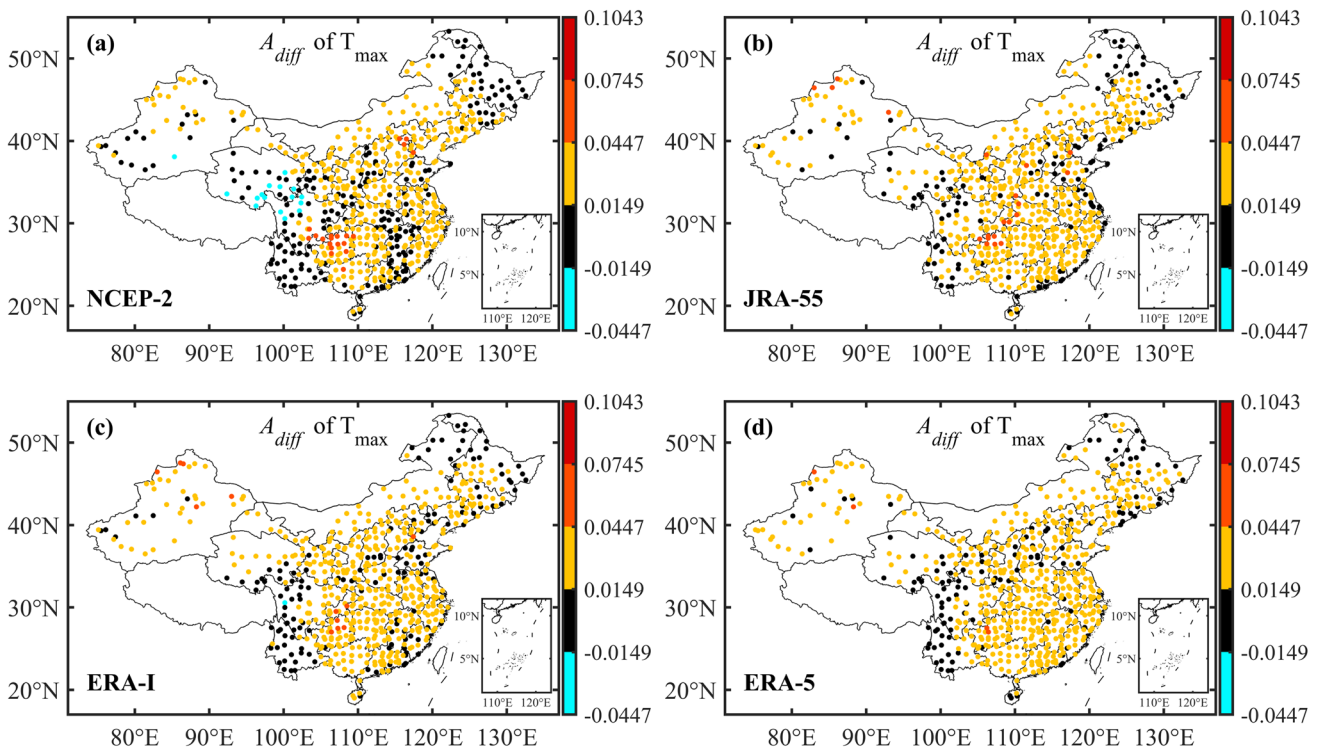 (a)
A_diff of T_max
NCEP-2
50°N
40°N
30°N
20°N
80°E
90°E
100°E
110°E
120°E
130°E
10°N
5°N
110°E 120°E
0.1043
0.0745
0.0447
0.0149
-0.0149
-0.0447
(b)
A_diff of T_max
JRA-55
50°N
40°N
30°N
20°N
80°E
90°E
100°E
110°E
120°E
130°E
10°N
5°N
110°E 120°E
0.1043
0.0745
0.0447
0.0149
-0.0149
-0.0447
(c)
A_diff of T_max
ERA-I
50°N
40°N
30°N
20°N
80°E
90°E
100°E
110°E
120°E
130°E
10°N
5°N
110°E 120°E
0.1043
0.0745
0.0447
0.0149
-0.0149
-0.0447
(d)
A_diff of T_max
ERA-5
50°N
40°N
30°N
20°N
80°E
90°E
100°E
110°E
120°E
130°E
10°N
5°N
110°E 120°E
0.1043
0.0745
0.0447
0.0149
-0.0149
-0.0447